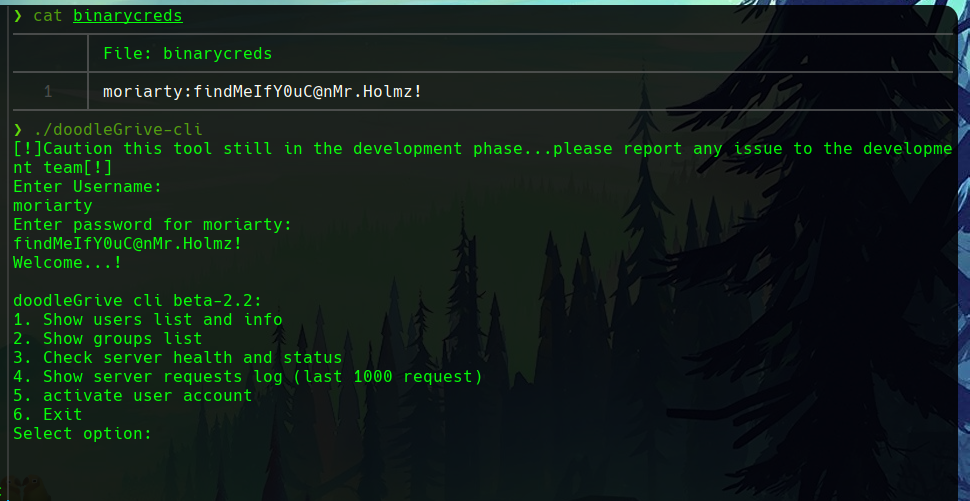 ❯ cat binarycreds
File: binarycreds
1 moriarty:findMeIfY0uC@nMr.Holmz!
❯ ./doodleGrive-cli
[!]Caution this tool still in the development phase...please report any issue to the developme
nt team[!]
Enter Username:
moriarty
Enter password for moriarty:
findMeIfY0uC@nMr.Holmz!
Welcome...!
doodleGrive cli beta-2.2:
1. Show users list and info
2. Show groups list
3. Check server health and status
4. Show server requests log (last 1000 request)
5. activate user account
6. Exit
Select option: